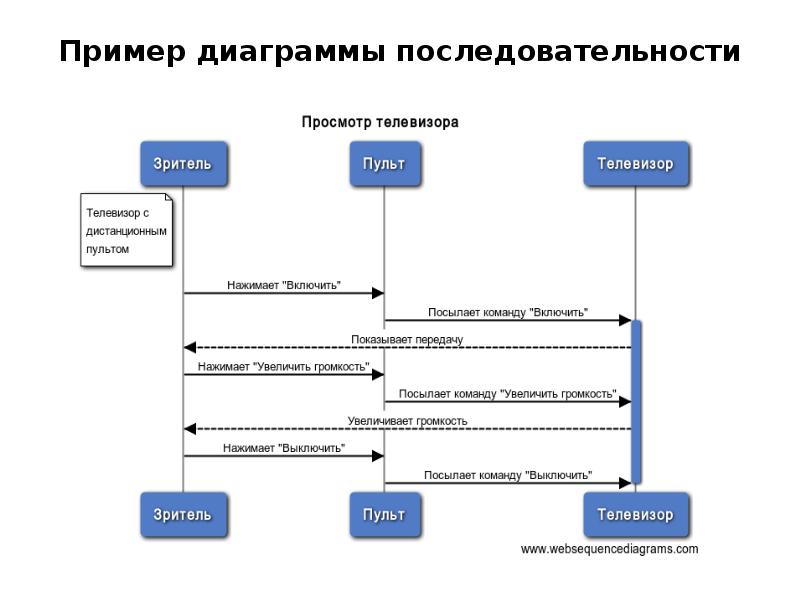 Пример диаграммы последовательности
Просмотр телевизора
Зритель
Пульт
Телевизор
Телевизор с
дистанционным
пультом
Нажимает "Включить"
Посылает команду "Включить"
Показывает передачу
Нажимает "Увеличить громкость"
Посылает команду "Увеличить громкость"
Увеличивает громкость
Нажимает "Выключить"
Посылает команду "Выключить"
Зритель
Пульт
Телевизор
www.websequencediagrams.com